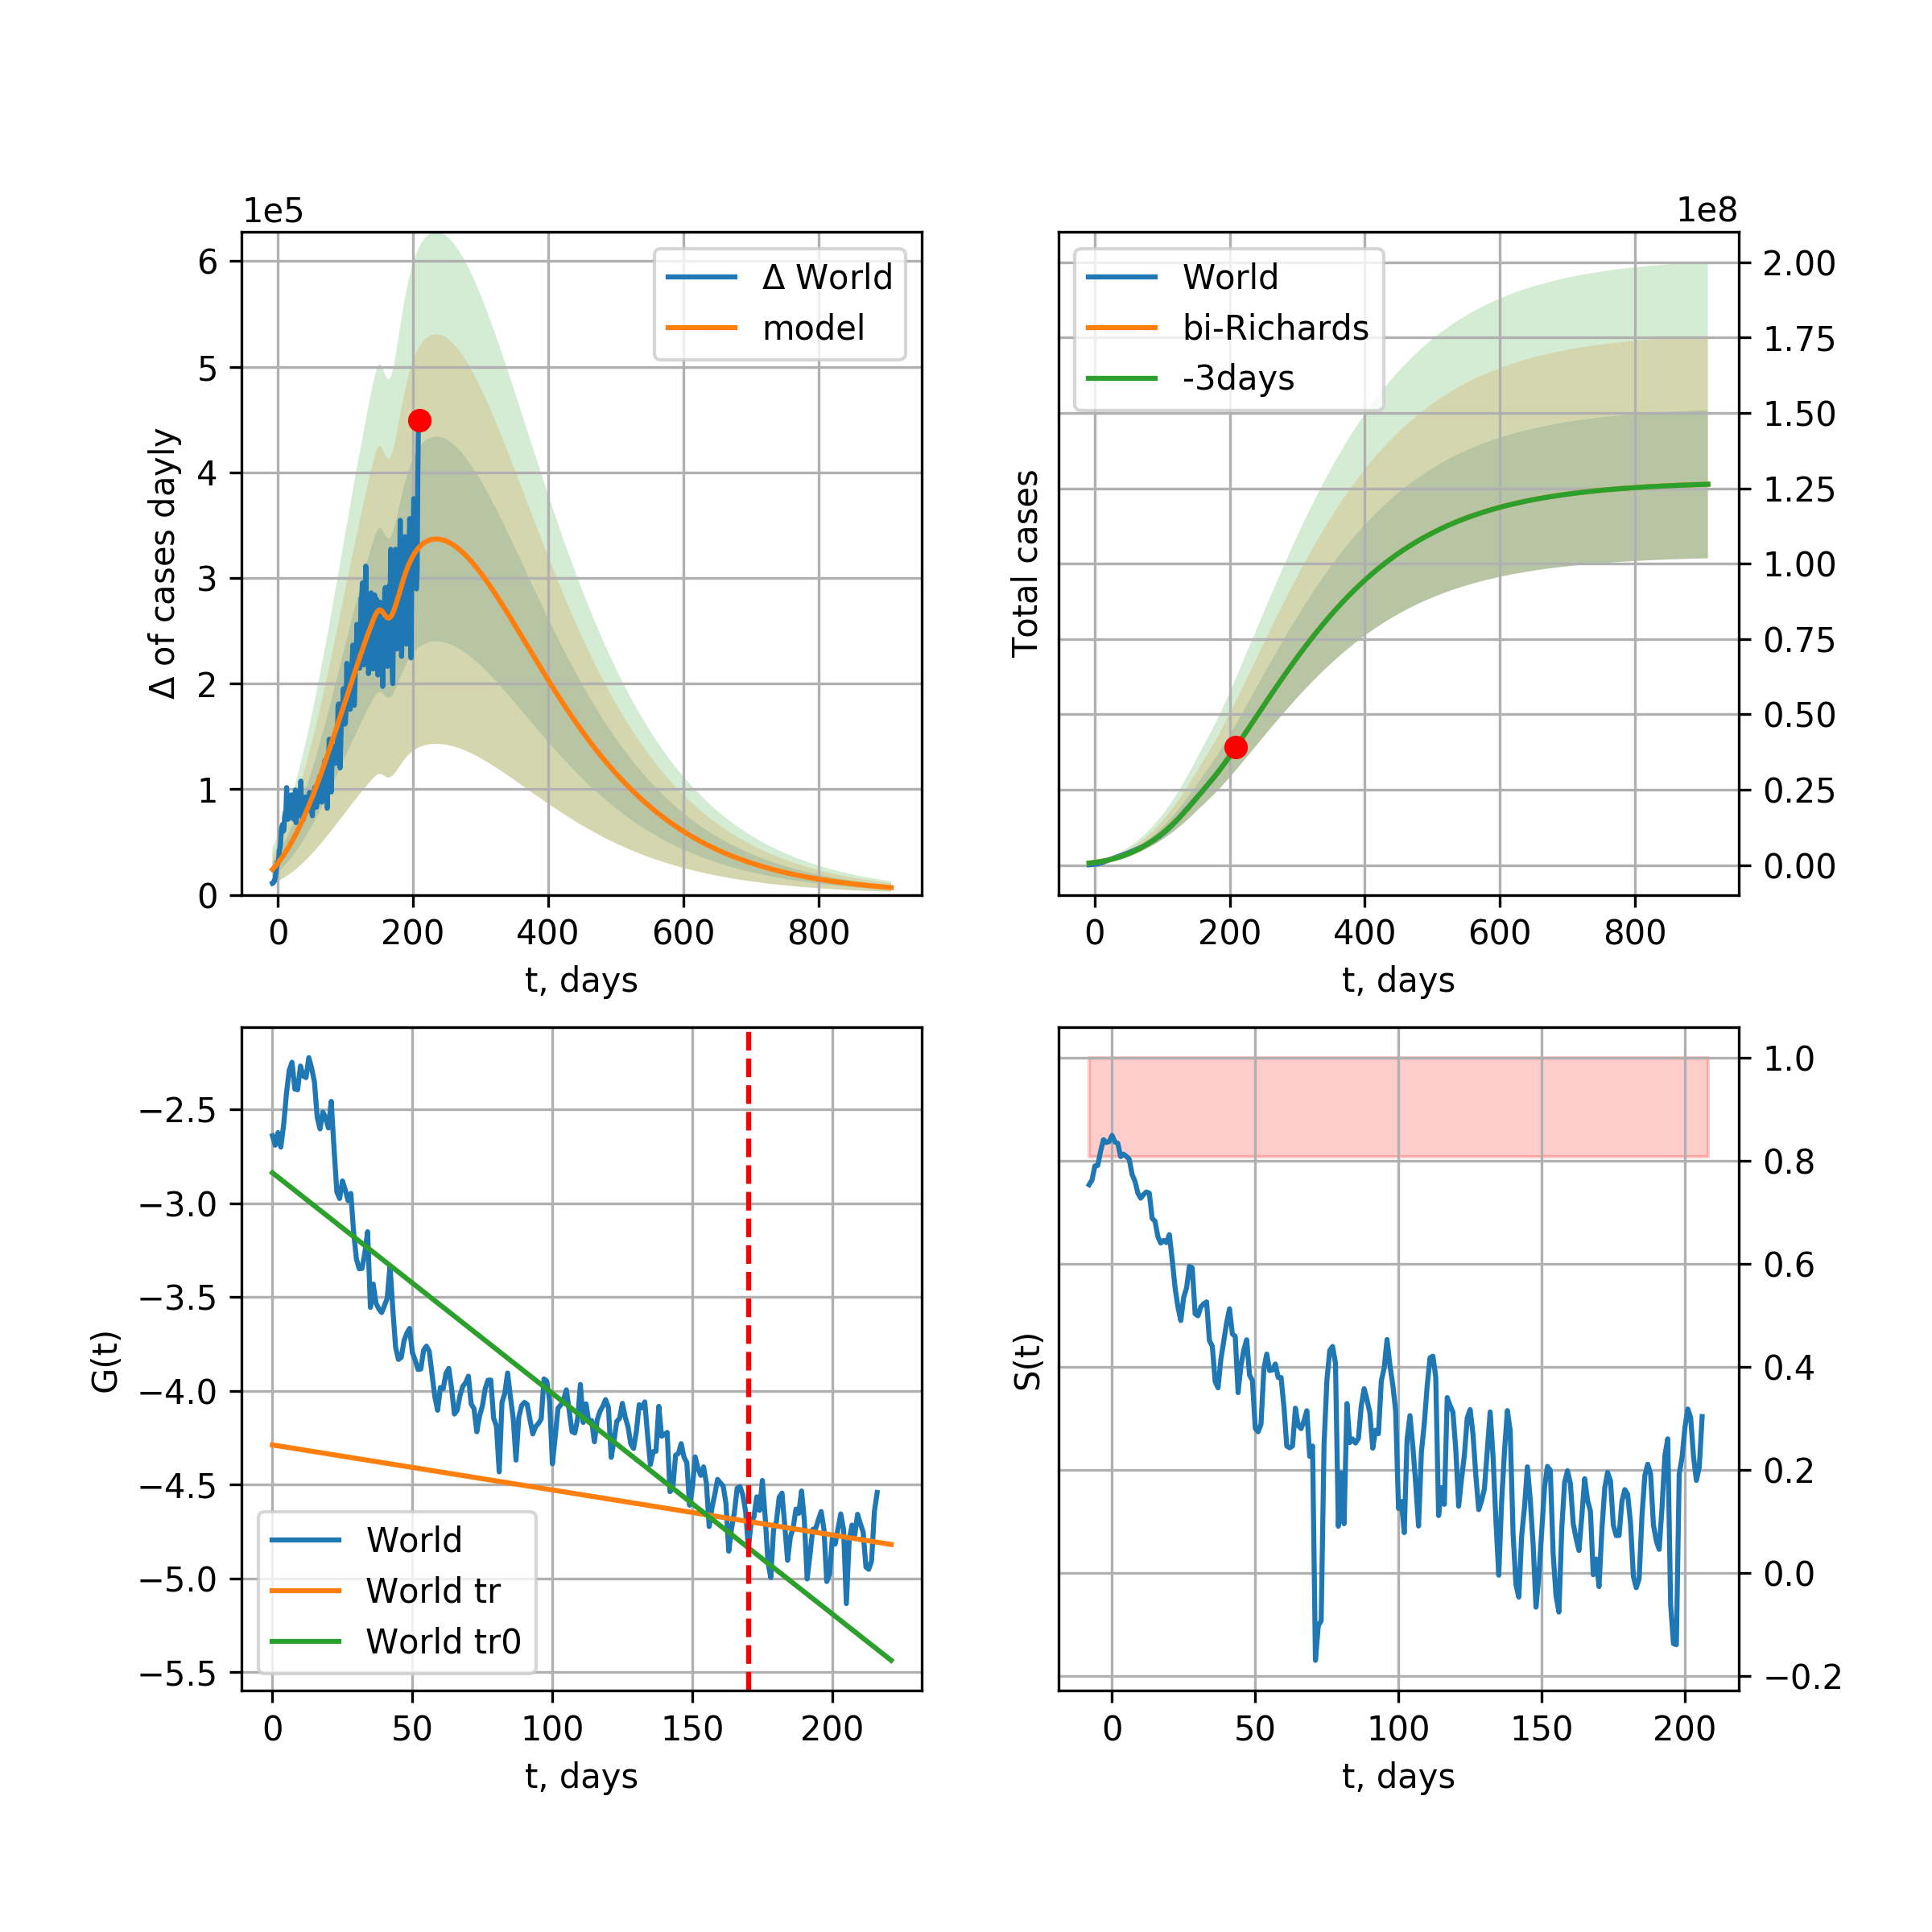 1e5
Δ of cases dayly
6
5
4
3
2
1
0
Δ World
model
0 200 400 600 800
t, days
1e8
Total cases
World
bi-Richards
-3days
2.00
1.75
1.50
1.25
1.00
0.75
0.50
0.25
0.00
0 200 400 600 800
t, days
G(t)
−2.5
−3.0
−3.5
−4.0
−4.5
−5.0
−5.5
World
World tr
World tr0
0 50 100 150 200
t, days
S(t)
1.0
0.8
0.6
0.4
0.2
0.0
−0.2
0 50 100 150 200
t, days